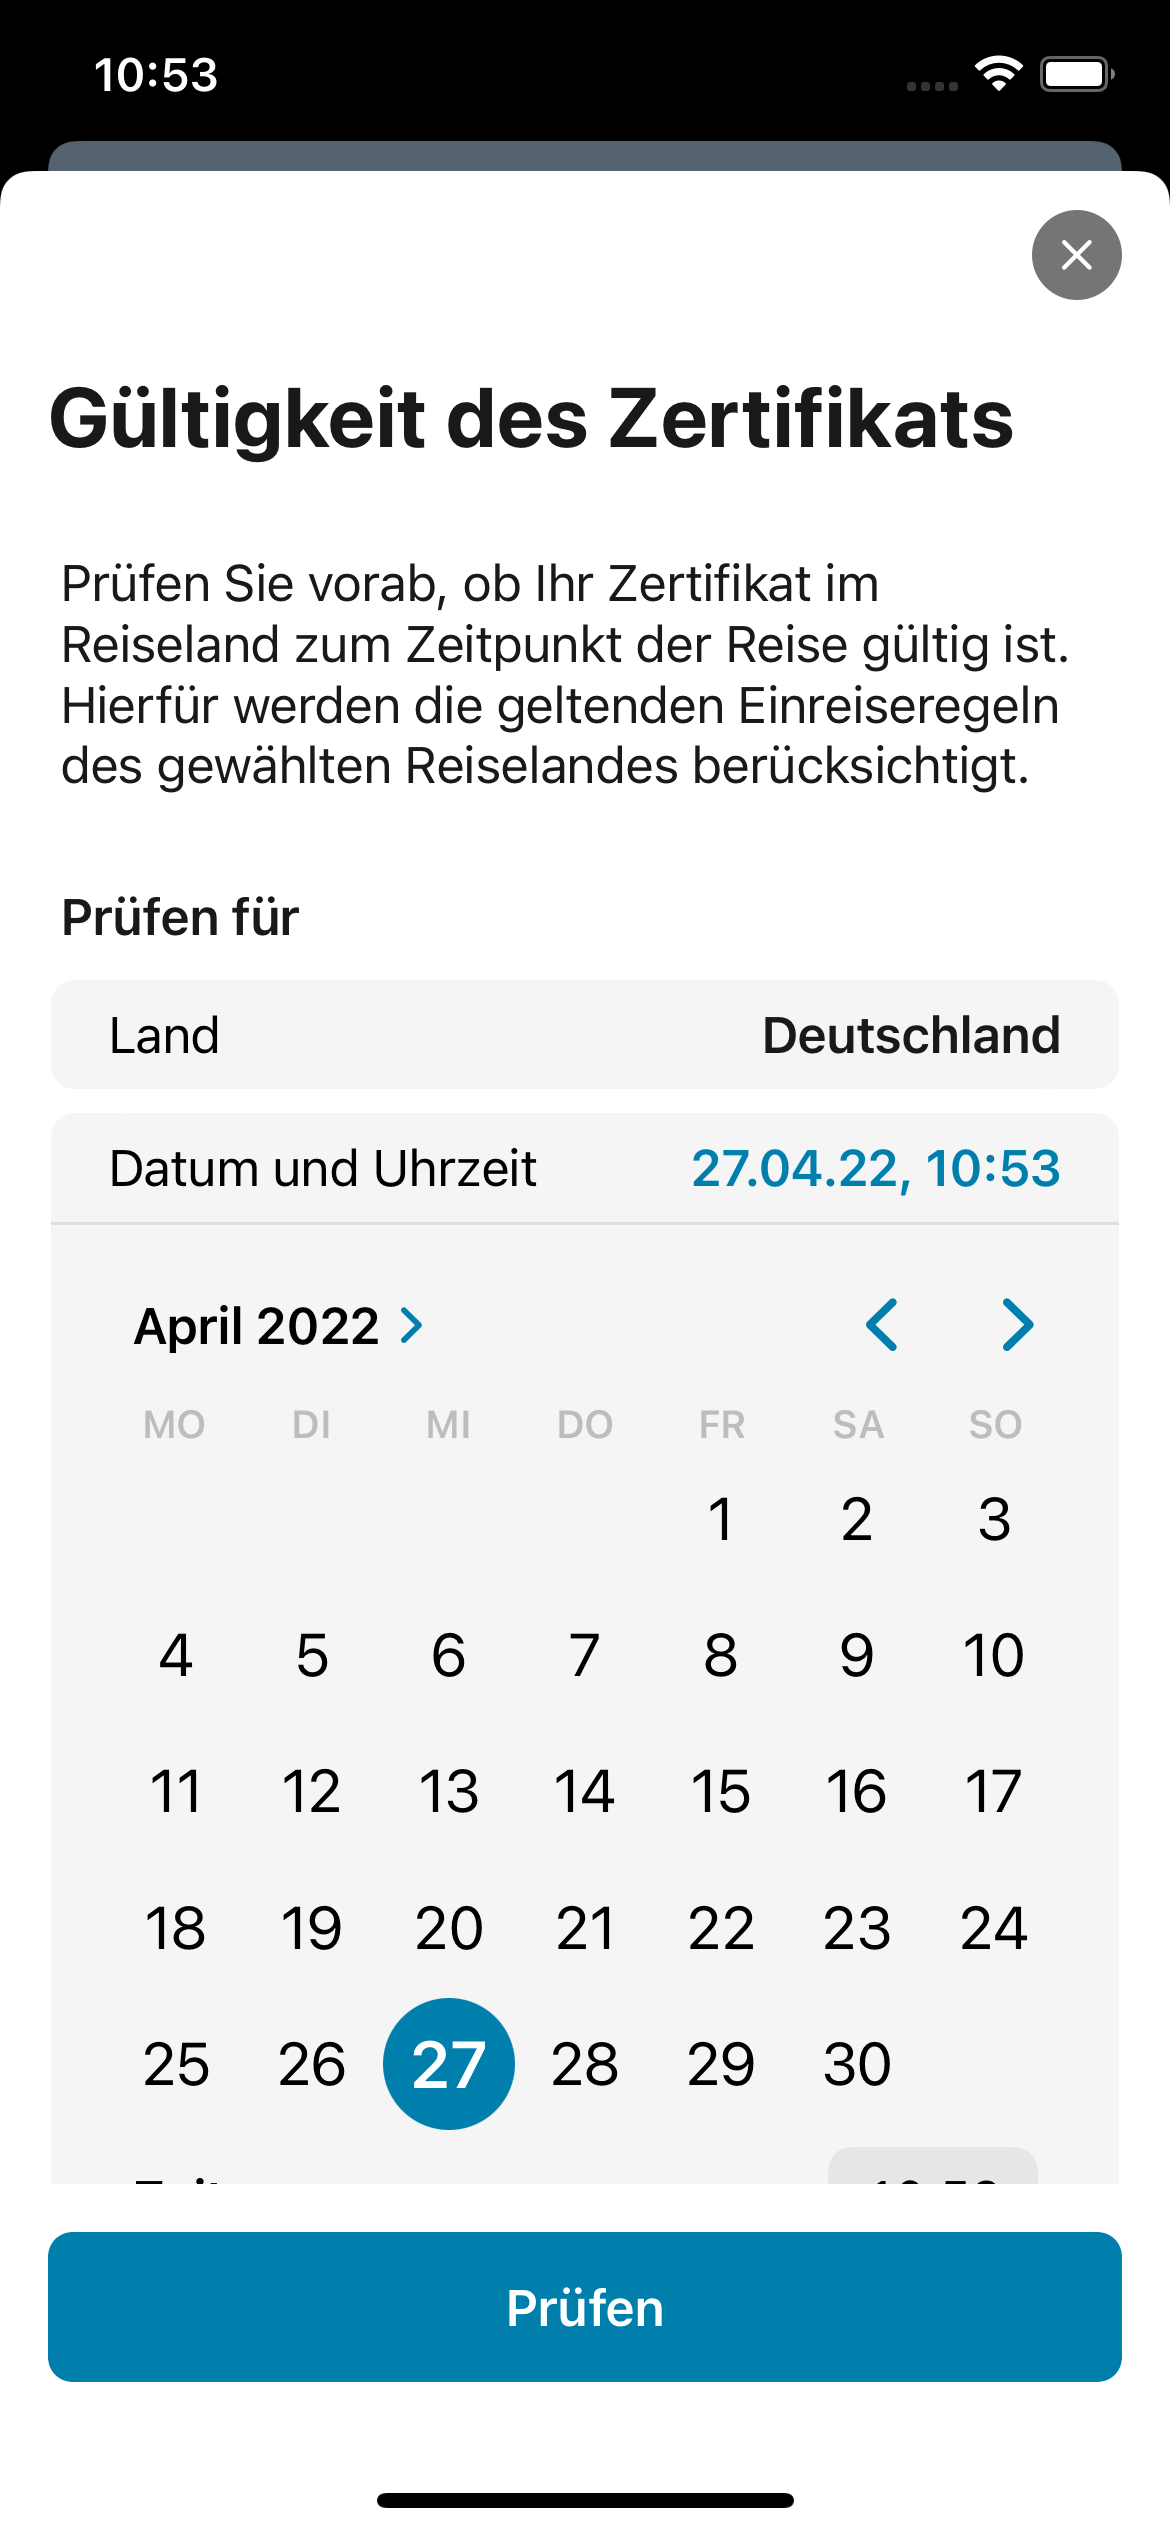 10:53
Gültigkeit des Zertifikats
Prüfen Sie vorab, ob Ihr Zertifikat im
Reiseland zum Zeitpunkt der Reise gültig ist.
Hierfür werden die geltenden Einreiseregeln
des gewählten Reiselandes berücksichtigt.
Prüfen für
Land Deutschland
Datum und Uhrzeit 27.04.22, 10:53
April 2022
MO DI MI DO FR SA SO
1 2 3
4 5 6 7 8 9 10
11 12 13 14 15 16 17
18 19 20 21 22 23 24
25 26 27 28 29 30
Prüfen